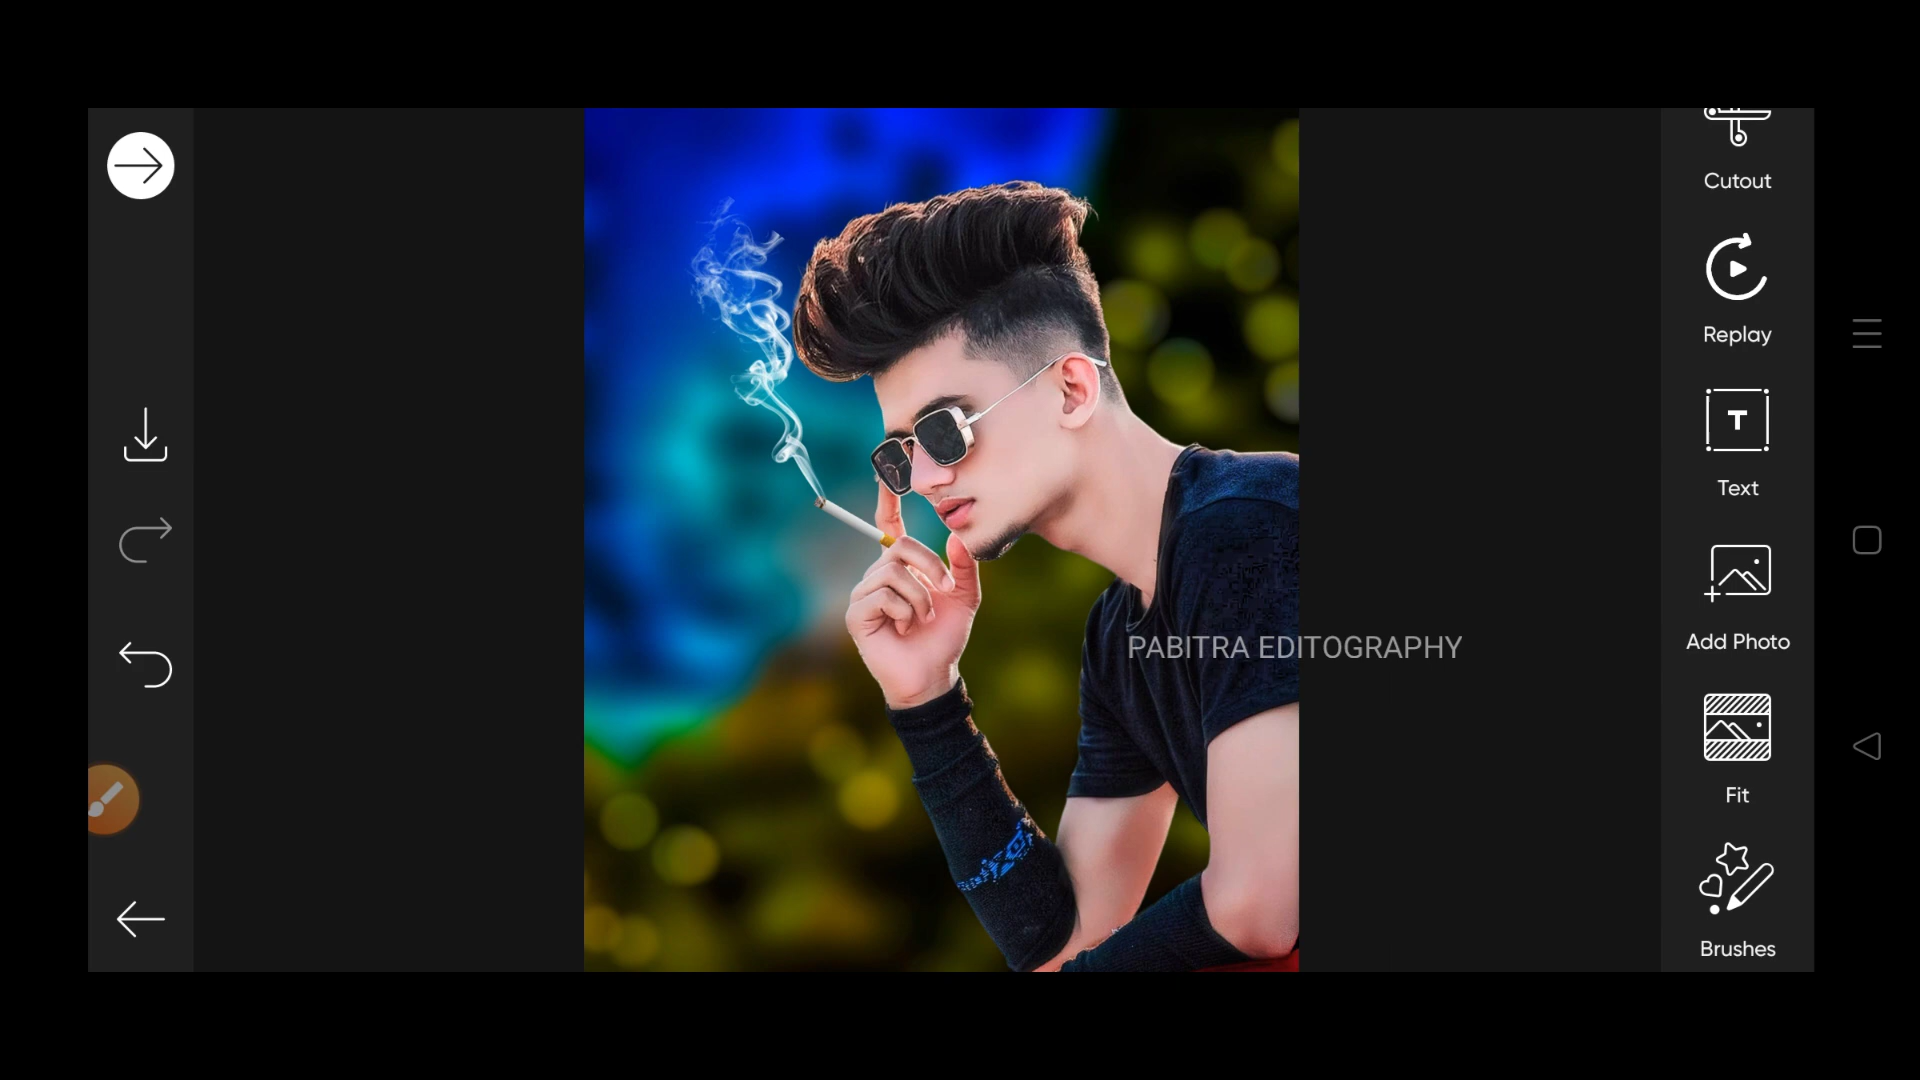 Cutout
Replay
T
Text
Add Photo
PABITRA EDITOGRAPHY
Fit
Brushes